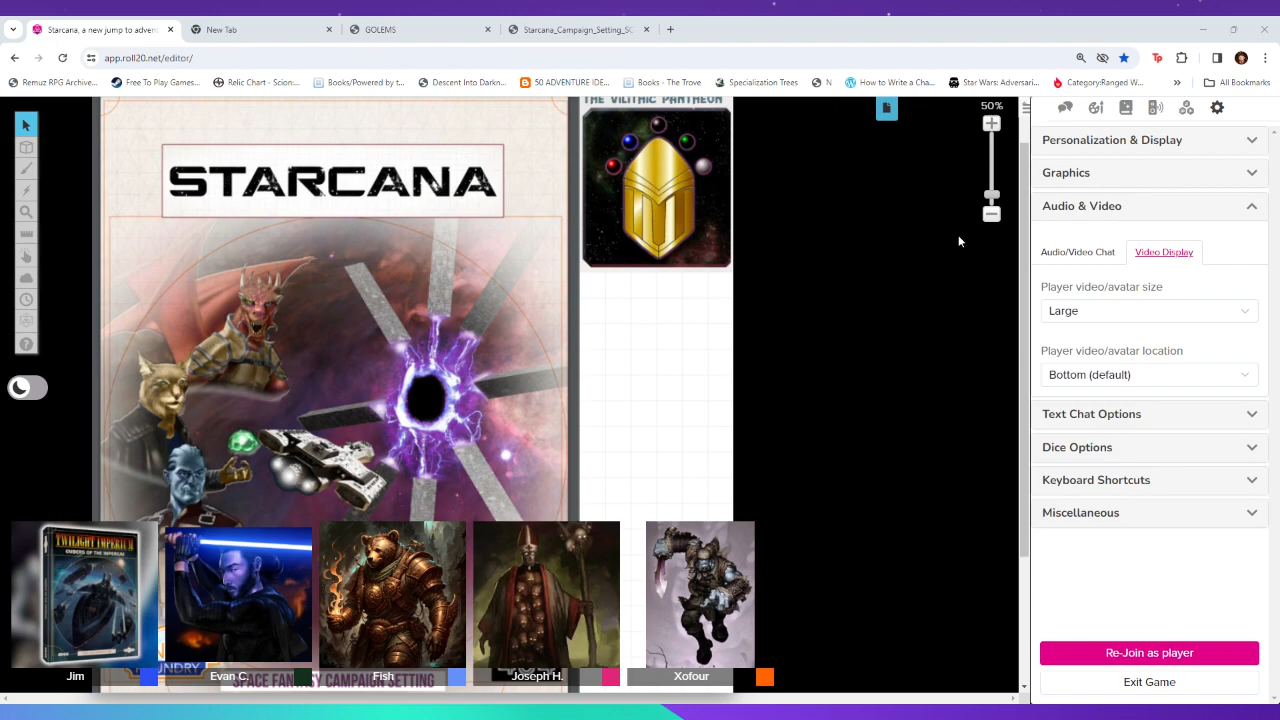 Starcana, a new jump to adven
New Tab
GOLEMS
Starcana_Campaign_Setting_SC
app.roll20.net/editor/
Remuz RPG Archive...
Free To Play Games...
Relic Chart - Scion:...
Books/Powered by t...
Descent Into Darkn...
50 ADVENTURE IDE...
Books - The Trove
Specialization Trees
N
How to Write a Cha...
Star Wars: Adversari...
Category:Ranged W...
All Bookmarks
THE VILITHIC PANTHEON
50%
STARCANA
Personalization & Display
Graphics
Audio & Video
Audio/Video Chat
Video Display
Player video/avatar size
Large
Player video/avatar location
Bottom (default)
Text Chat Options
Dice Options
Keyboard Shortcuts
Miscellaneous
TWILIGHT IMPERIUM
EMBERS OF THE IMPERIUM
Jim
Evan C.
Fish
Joseph H.
Xofour
SPACE FANTASY CAMPAIGN SETTING
Re-Join as player
Exit Game